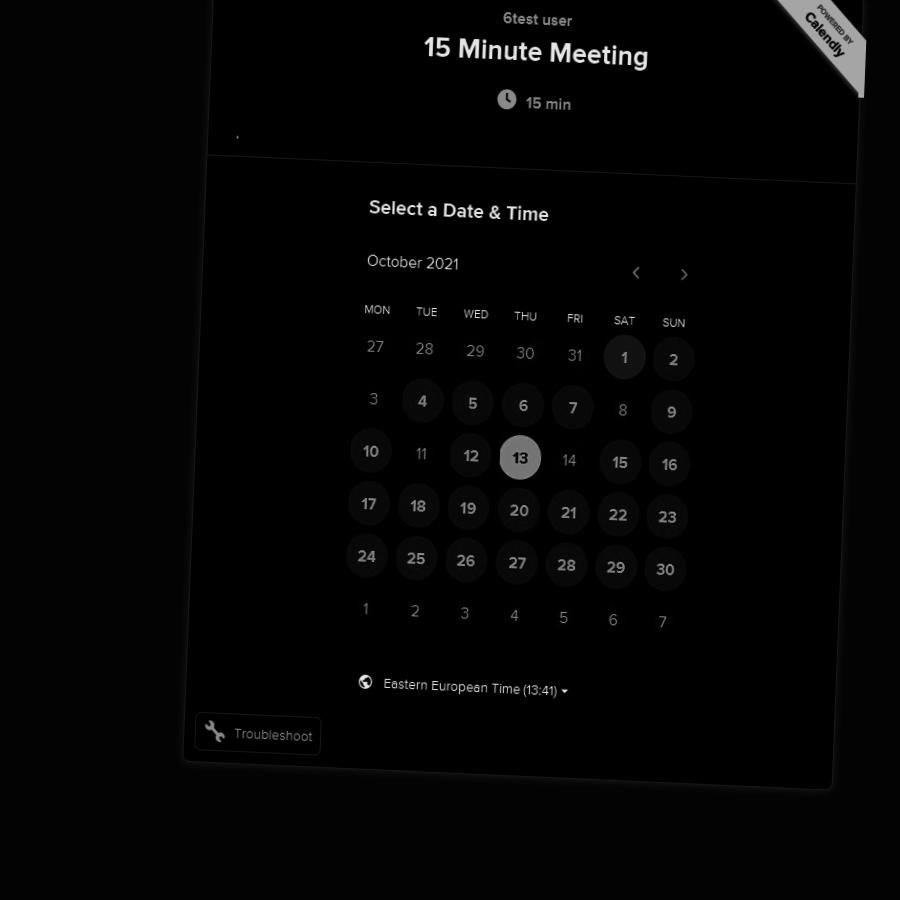 6test user
15 Minute Meeting
15 min
POWERED BY
Calendly
Select a Date & Time
October 2021
MON TUE WED THU FRI SAT SUN
27 28 29 30 31 1 2
3 4 5 6 7 8 9
10 11 12 13 14 15 16
17 18 19 20 21 22 23
24 25 26 27 28 29 30
1 2 3 4 5 6 7
Eastern European Time (13:41)
Troubleshoot